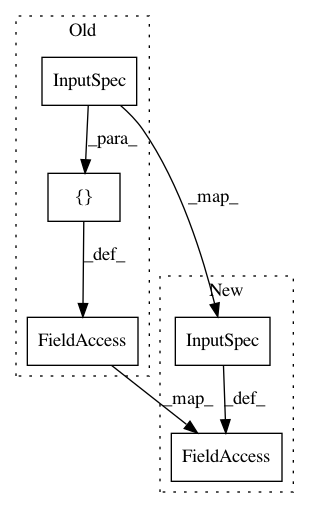 Old
InputSpec
_para_
{}
_map_
_def_
New
FieldAccess
InputSpec
_map_
_def_
FieldAccess